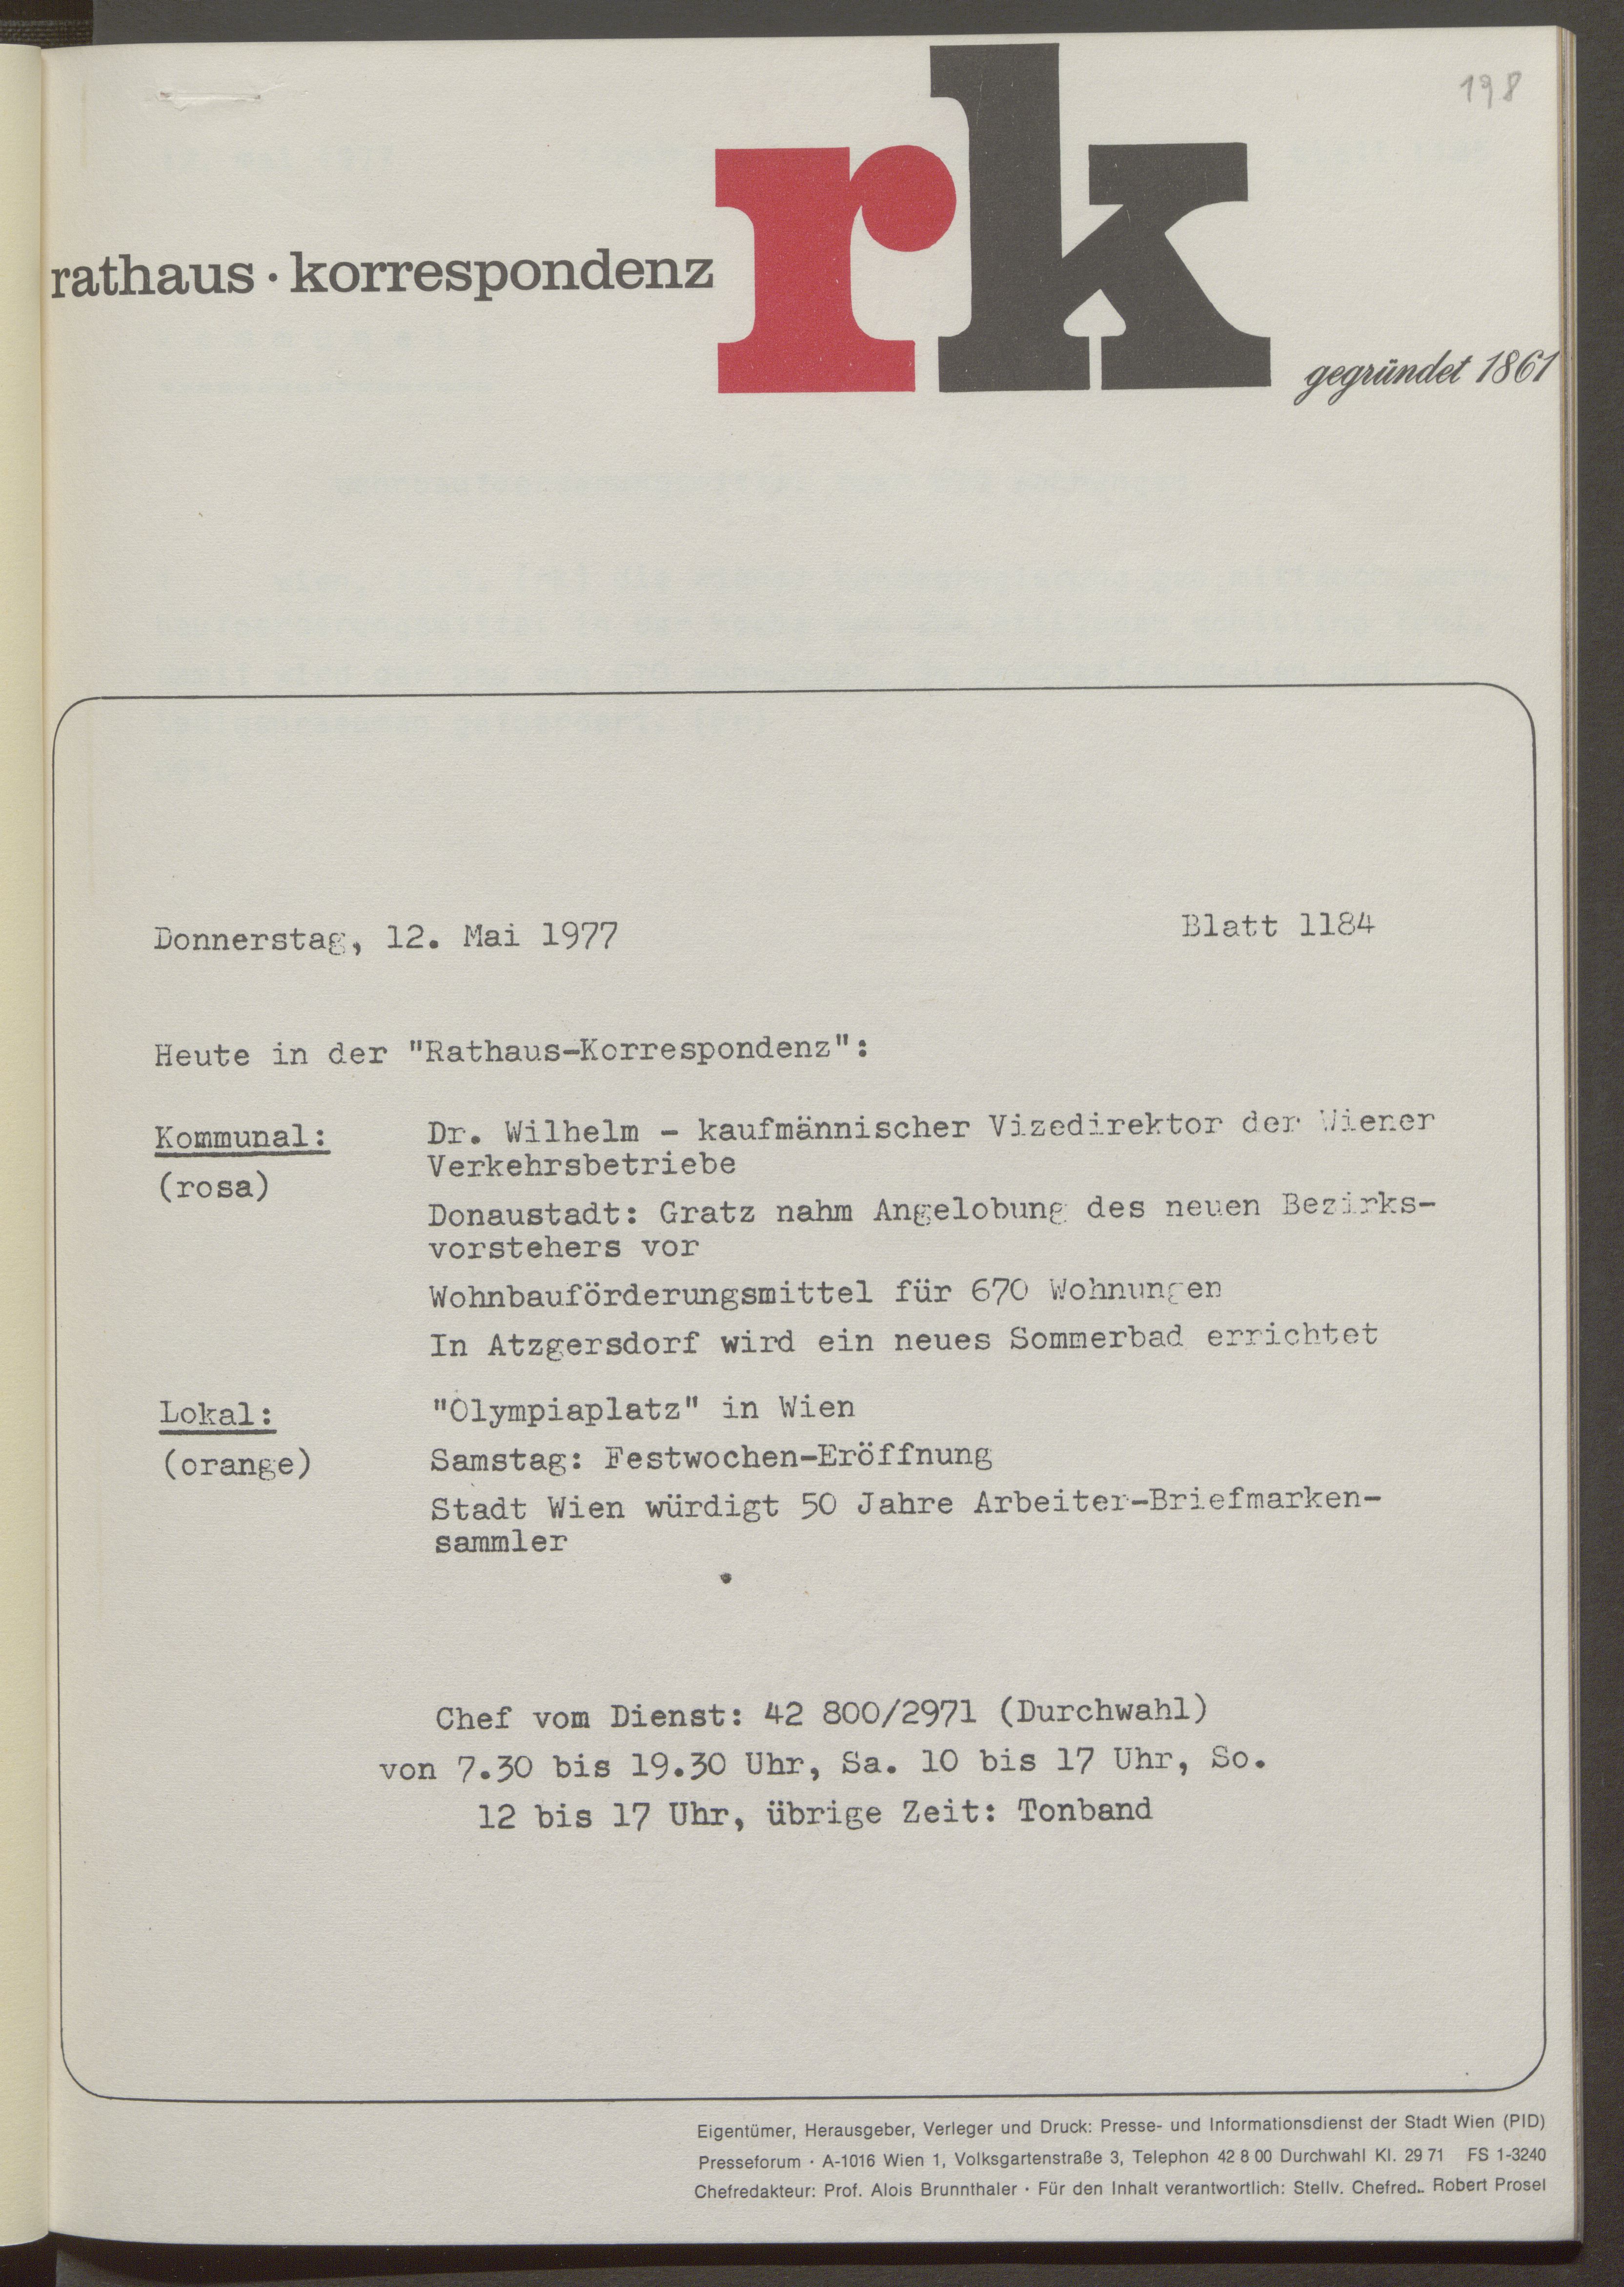 198
rk
rathaus · korrespondenz
gegründet 1861
Donnerstag, 12. Mai 1977 Blatt 1184
Heute in der "Rathaus-Korrespondenz":
Kommunal: Dr. Wilhelm - kaufmännischer Vizedirektor der Wiener
Verkehrsbetriebe
(rosa)
Donaustadt: Gratz nahm Angelobung des neuen Bezirks-
vorstehers vor
Wohnbauförderungsmittel für 670 Wohnungen
In Atzgersdorf wird ein neues Sommerbad errichtet
Lokal: "Olympiaplatz" in Wien
(orange) Samstag: Festwochen-Eröffnung
Stadt Wien würdigt 50 Jahre Arbeiter-Briefmarken-
sammler
Chef vom Dienst: 42 800/2971 (Durchwahl)
von 7.30 bis 19.30 Uhr, Sa. 10 bis 17 Uhr, So.
12 bis 17 Uhr, übrige Zeit: Tonband
Eigentümer, Herausgeber, Verleger und Druck: Presse- und Informationsdienst der Stadt Wien (PID)
Presseforum · A-1016 Wien 1, Volksgartenstraße 3, Telephon 42 8 00 Durchwahl Kl. 29 71 FS 1-3240
Chefredakteur: Prof. Alois Brunnthaler · Für den Inhalt verantwortlich: Stellv. Chefred.. Robert Prosel